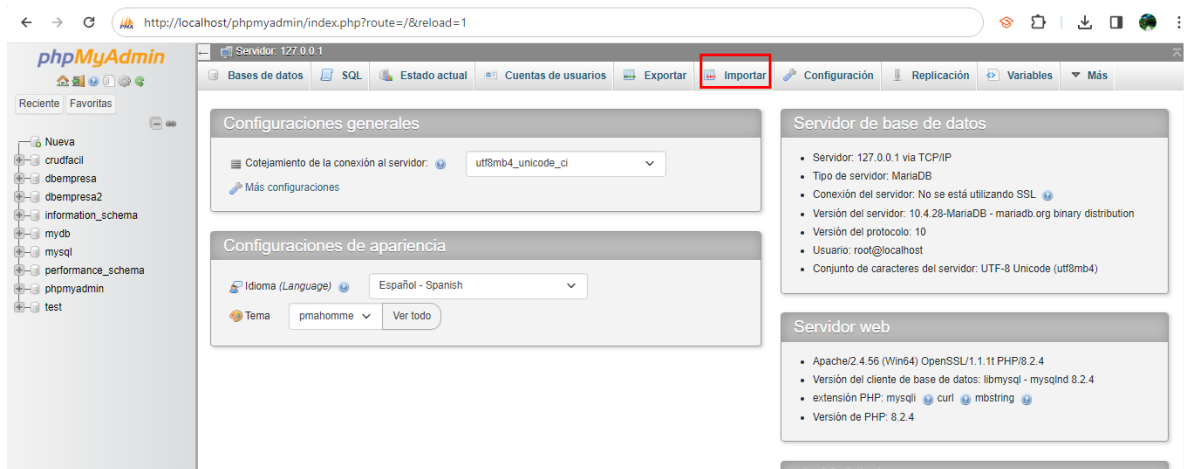 http://localhost/phpmyadmin/index.php?route=/&reload=1
phpMyAdmin
Reciente Favoritas
Nueva
crudfacil
dbempresa
dbempresa2
information_schema
mydb
mysql
performance_schema
phpmyadmin
test
Servidor: 127.0.0.1
Bases de datos SQL Estado actual Cuentas de usuarios Exportar Importar Configuración Replicación Variables Más
Configuraciones generales
Cotejamiento de la conexión al servidor: utf8mb4_unicode_ci
Más configuraciones
Configuraciones de apariencia
Idioma (Language) Español - Spanish
Tema pmahomme Ver todo
Servidor de base de datos
Servidor: 127.0.0.1 via TCP/IP
Tipo de servidor: MariaDB
Conexión del servidor: No se está utilizando SSL
Versión del servidor: 10.4.28-MariaDB - mariadb.org binary distribution
Versión del protocolo: 10
Usuario: root@localhost
Conjunto de caracteres del servidor: UTF-8 Unicode (utf8mb4)
Servidor web
Apache/2.4.56 (Win64) OpenSSL/1.1.1t PHP/8.2.4
Versión del cliente de base de datos: libmysql - mysqlnd 8.2.4
extensión PHP: mysqli curl mbstring
Versión de PHP: 8.2.4